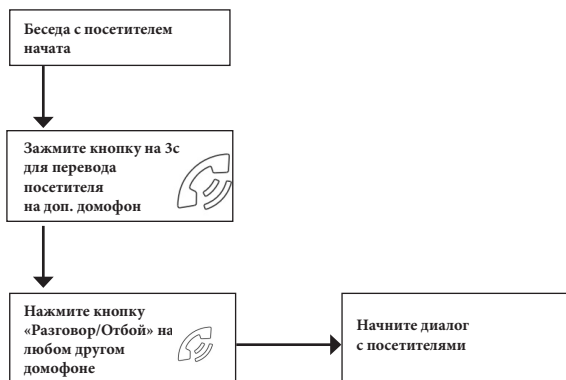 Беседа с посетителем
начата
Зажмите кнопку на 3с
для перевода
посетителя
на доп. домофон
Нажмите кнопку
«Разговор/Отбой» на
любом другом
домофоне
Начните диалог
с посетителями